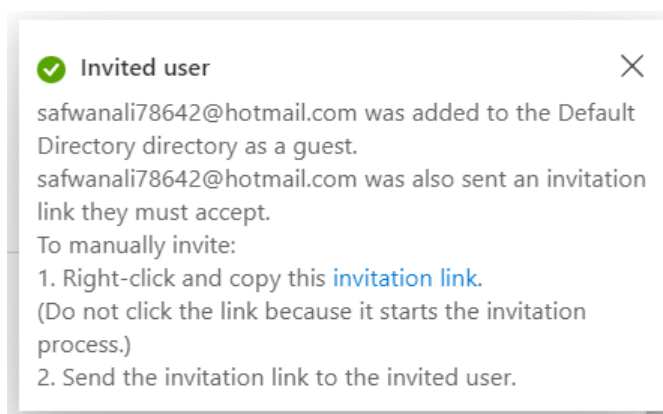 Invited user
safwanali78642@hotmail.com was added to the Default
Directory directory as a guest.
safwanali78642@hotmail.com was also sent an invitation
link they must accept.
To manually invite:
1. Right-click and copy this invitation link.
(Do not click the link because it starts the invitation
process.)
2. Send the invitation link to the invited user.